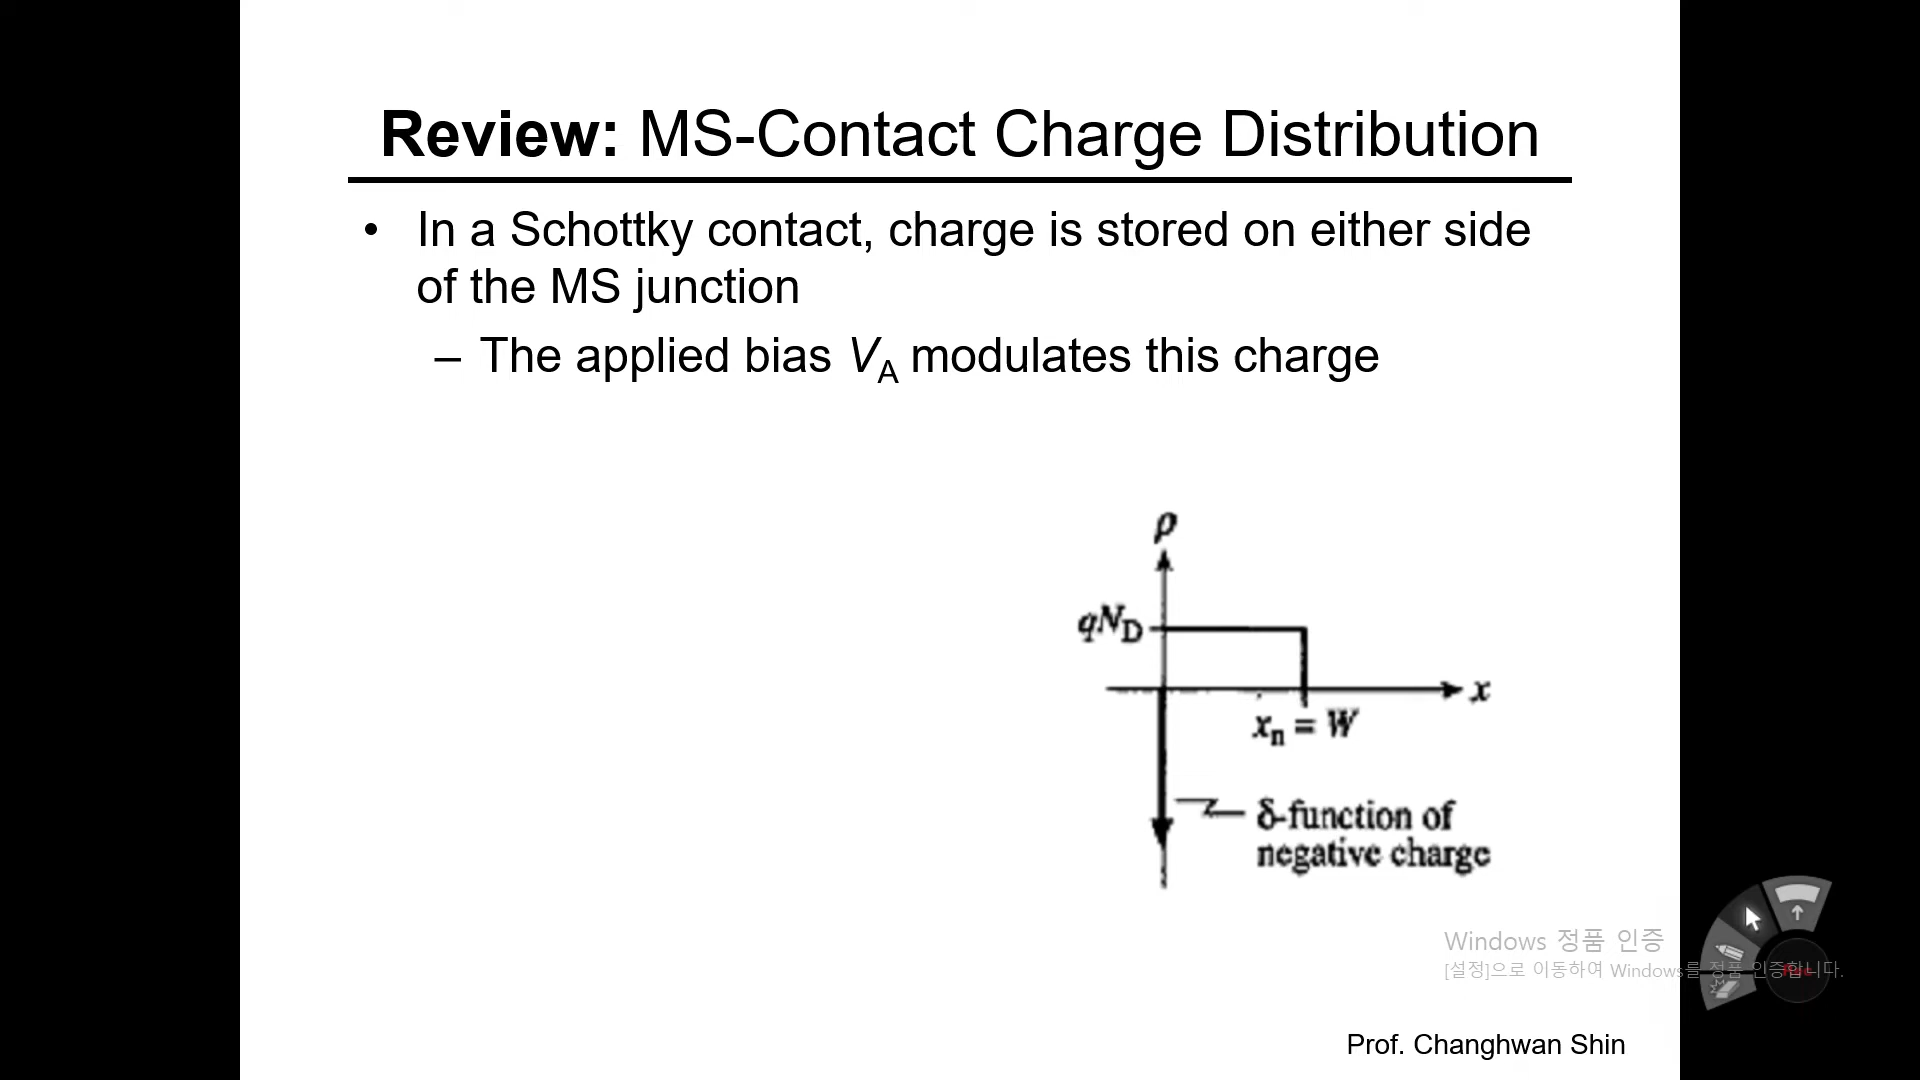 Review: MS-Contact Charge Distribution
• In a Schottky contact, charge is stored on either side
of the MS junction
– The applied bias VA modulates this charge
ρ
qND
x
xn = W
δ-function of
negative charge
Windows 정품 인증
[설정]으로 이동하여 Windows를 정품 인증합니다.
Rec
Prof. Changhwan Shin